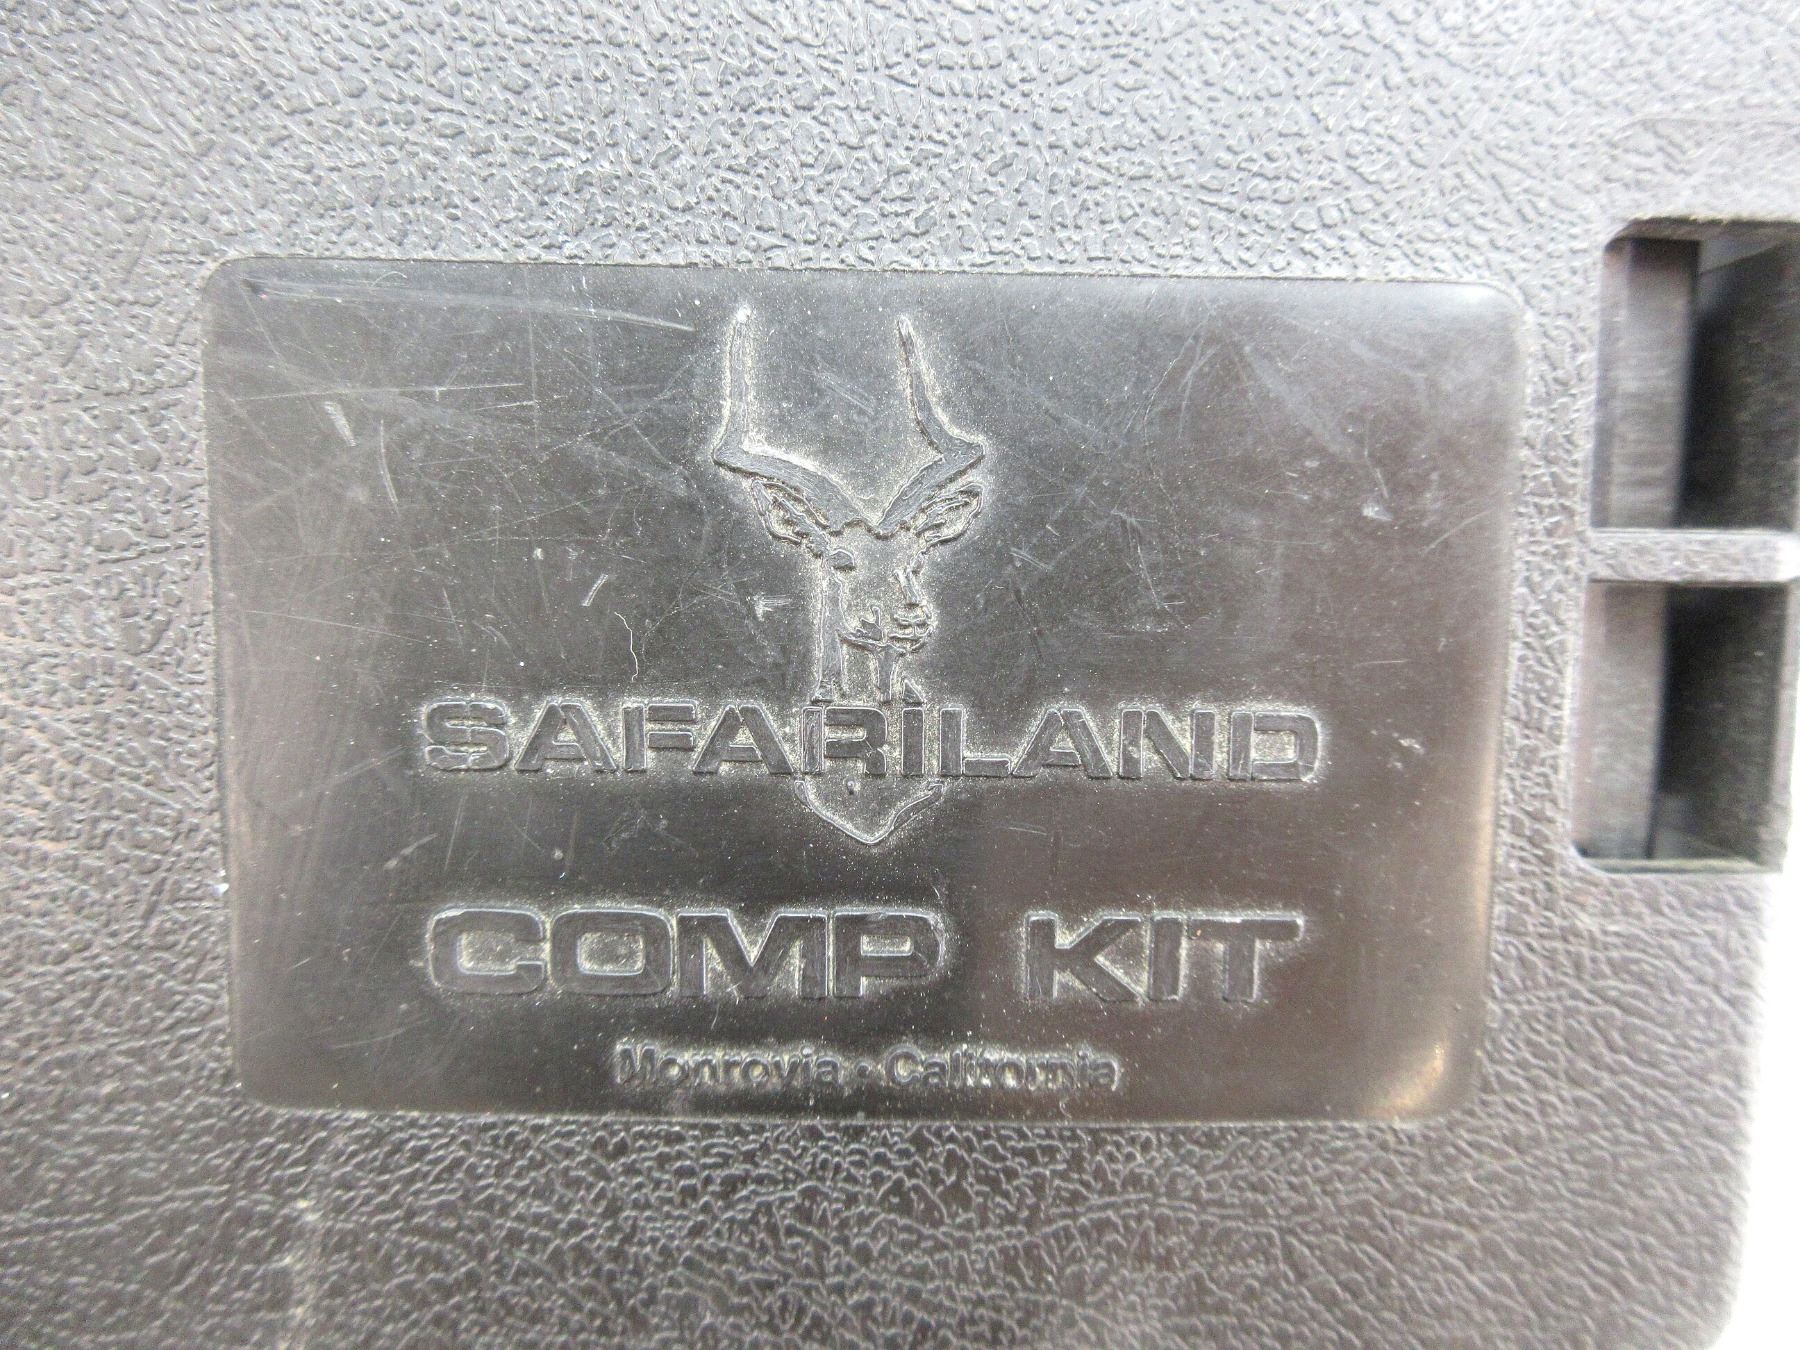 SAFARILAND
COMP KIT
Monrovia • California